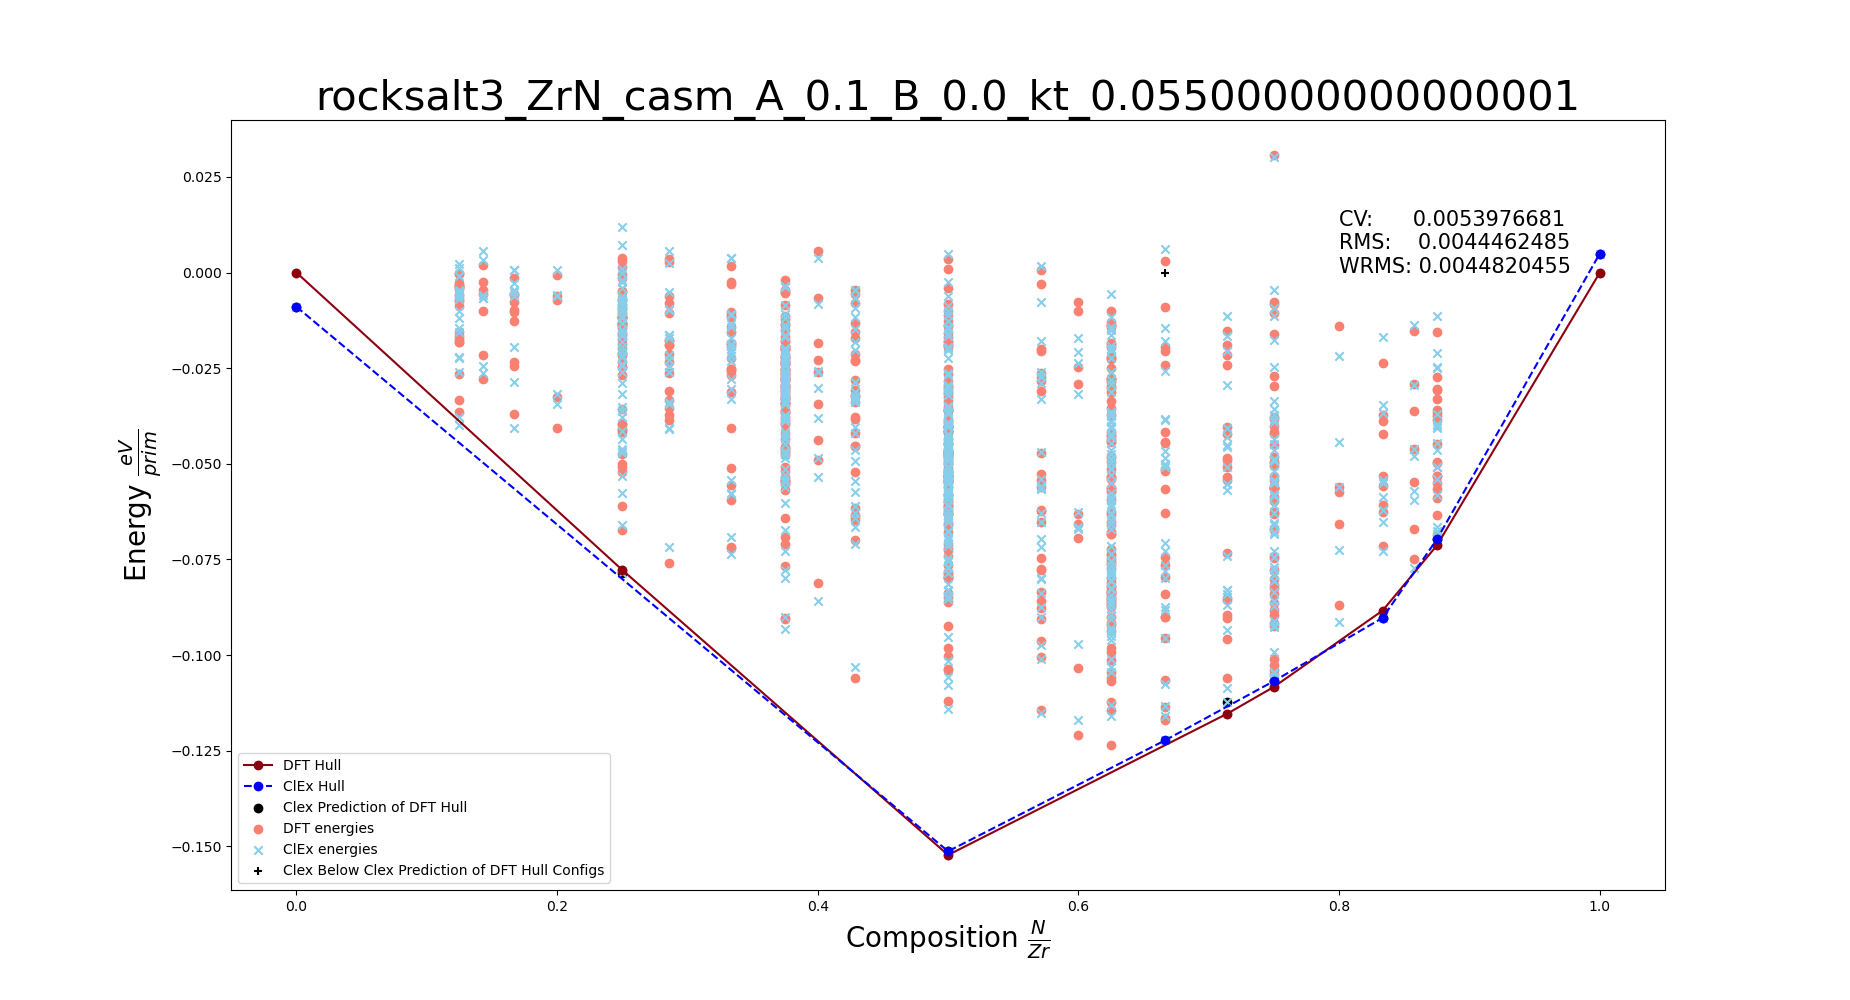 rocksalt3_ZrN_casm_A_0.1_B_0.0_kt_0.05500000000000001
CV: 0.0053976681
RMS: 0.0044462485
WRMS: 0.0044820455
Energy eV/prim
0.025
0.000
−0.025
−0.050
−0.075
−0.100
−0.125
−0.150
DFT Hull
ClEx Hull
Clex Prediction of DFT Hull
DFT energies
ClEx energies
Clex Below Clex Prediction of DFT Hull Configs
0.0 0.2 0.4 0.6 0.8 1.0
Composition N/Zr